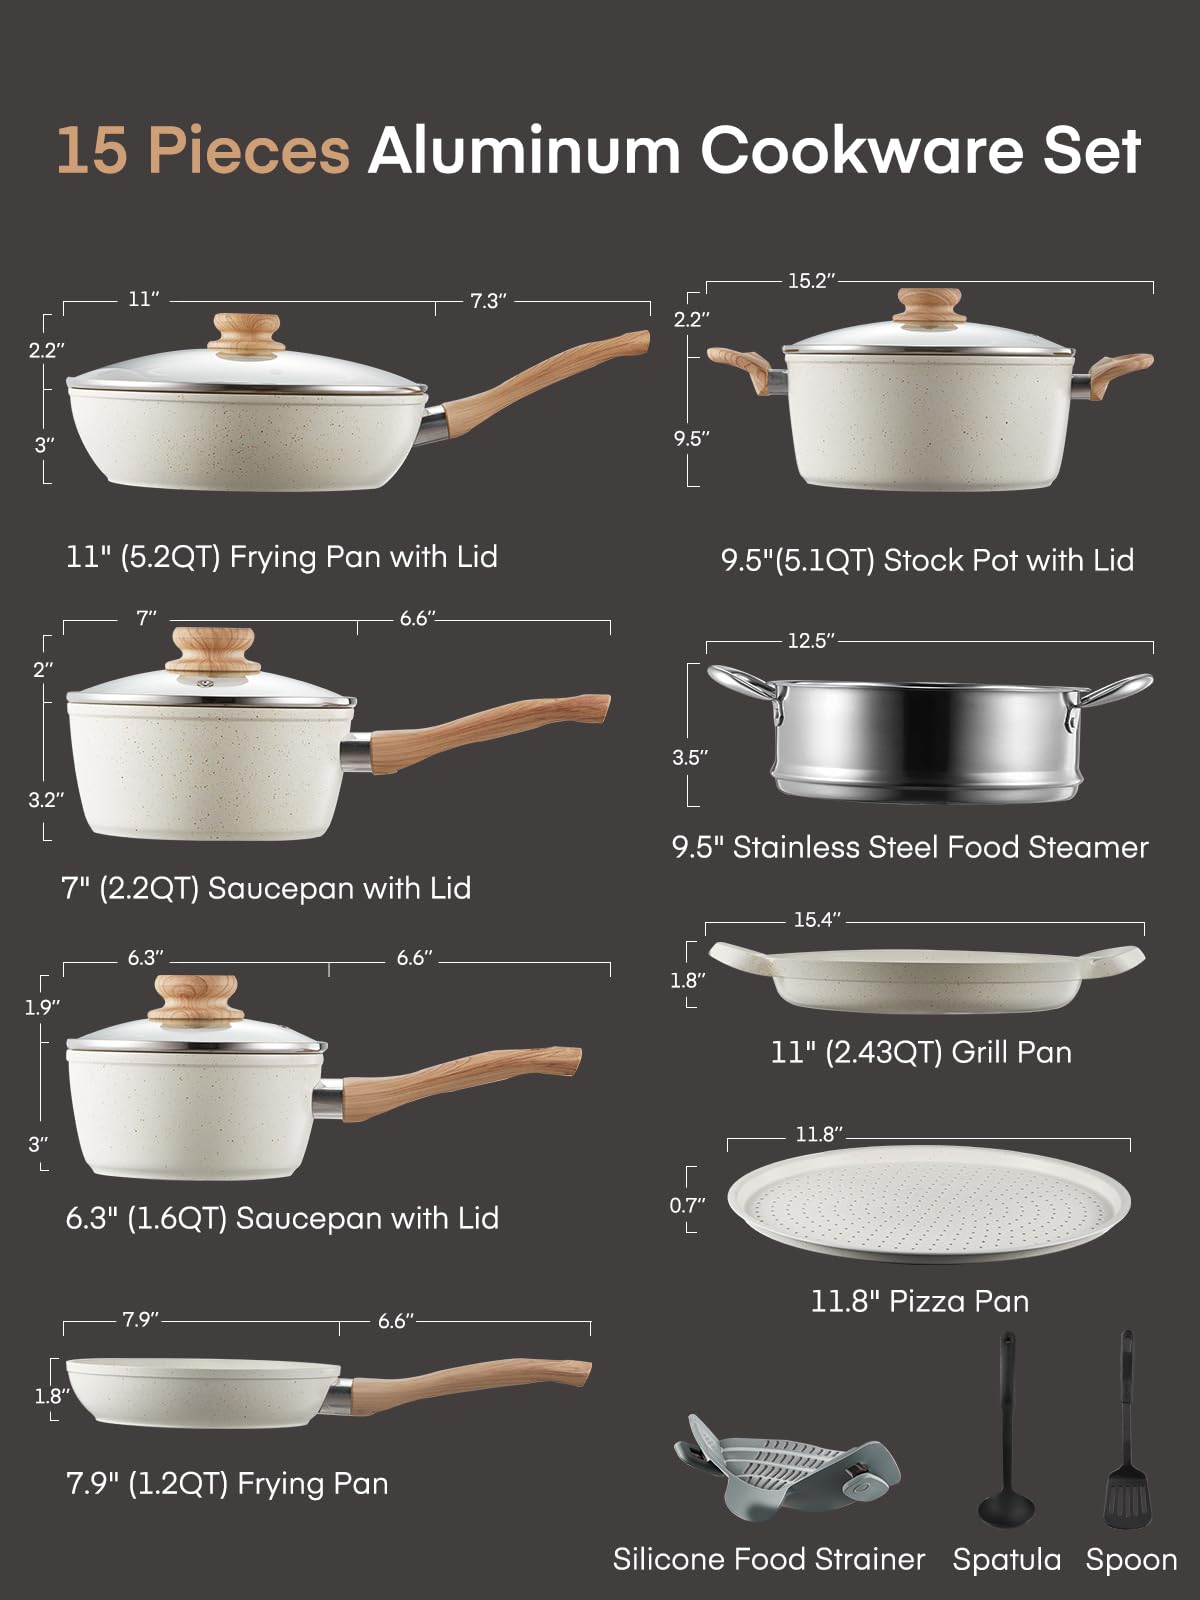 15 Pieces Aluminum Cookware Set
11″ 7.3″
2.2″
3″
11" (5.2QT) Frying Pan with Lid
15.2″
2.2″
9.5″
9.5"(5.1QT) Stock Pot with Lid
7″ 6.6″
2″
3.2″
7" (2.2QT) Saucepan with Lid
12.5″
3.5″
9.5" Stainless Steel Food Steamer
6.3″ 6.6″
1.9″
3″
6.3" (1.6QT) Saucepan with Lid
15.4″
1.8″
11" (2.43QT) Grill Pan
11.8″
0.7″
11.8" Pizza Pan
7.9″ 6.6″
1.8″
7.9" (1.2QT) Frying Pan
Silicone Food Strainer Spatula Spoon